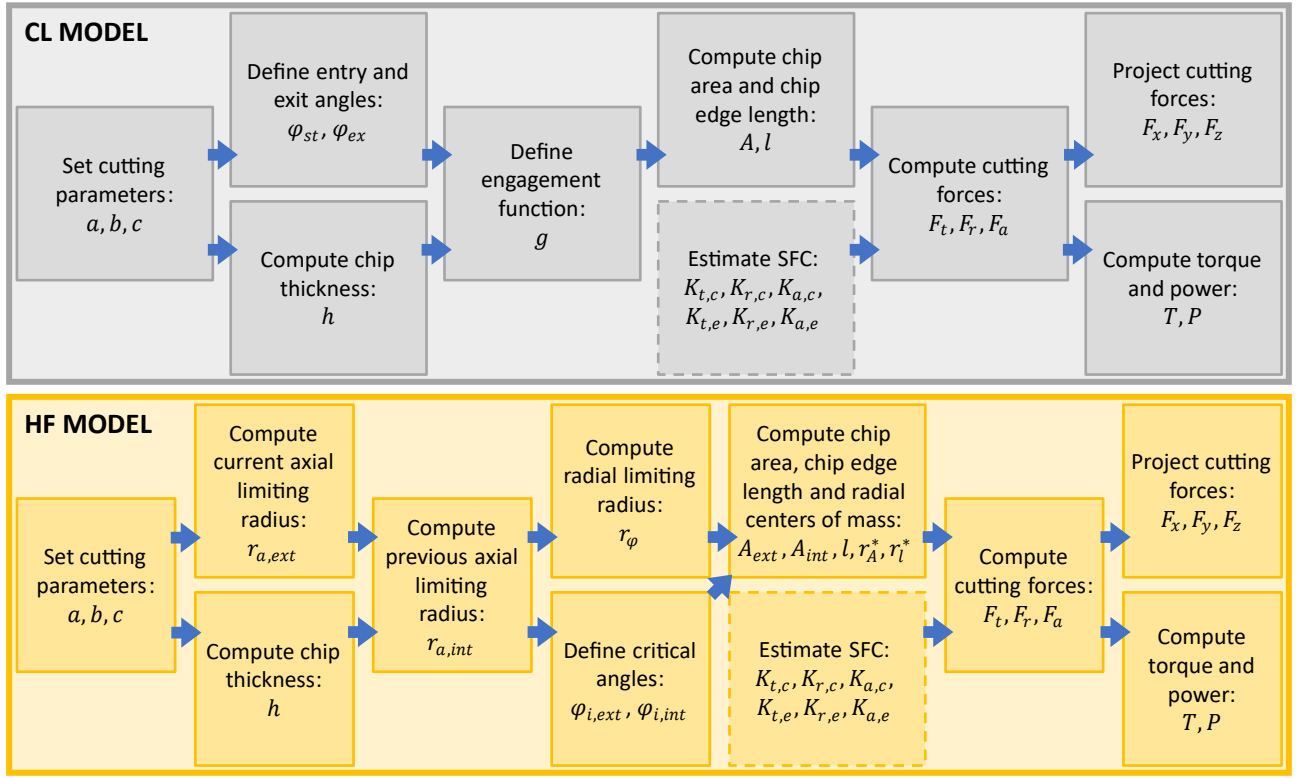 CL MODEL
Set cutting
parameters:
a, b, c
Define entry and
exit angles:
φst, φex
Compute chip
thickness:
h
Define
engagement
function:
g
Compute chip
area and chip
edge length:
A, l
Estimate SFC:
Kt,c, Kr,c, Ka,c,
Kt,e, Kr,e, Ka,e
Compute cutting
forces:
Ft, Fr, Fa
Project cutting
forces:
Fx, Fy, Fz
Compute torque
and power:
T, P
HF MODEL
Set cutting
parameters:
a, b, c
Compute
current axial
limiting
radius:
ra,ext
Compute chip
thickness:
h
Compute
previous axial
limiting
radius:
ra,int
Compute
radial limiting
radius:
rφ
Define critical
angles:
φi,ext, φi,int
Compute chip
area, chip edge
length and radial
centers of mass:
Aext, Aint, l, rA*, rl*
Estimate SFC:
Kt,c, Kr,c, Ka,c,
Kt,e, Kr,e, Ka,e
Compute
cutting forces:
Ft, Fr, Fa
Project cutting
forces:
Fx, Fy, Fz
Compute
torque and
power:
T, P